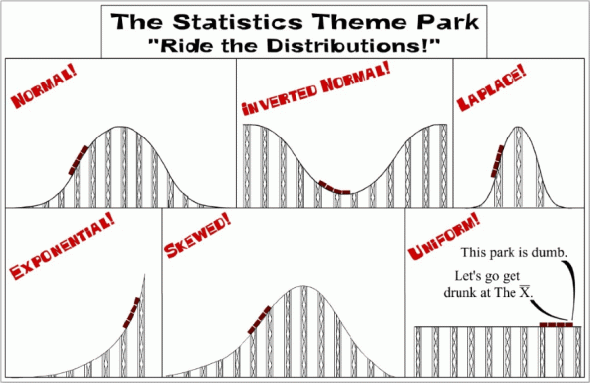 The Statistics Theme Park
"Ride the Distributions!"
NORMAL!
INVERTED NORMAL!
LAPLACE!
EXPONENTIAL!
SKEWED!
UNIFORM!
This park is dumb.
Let's go get
drunk at The X̅.